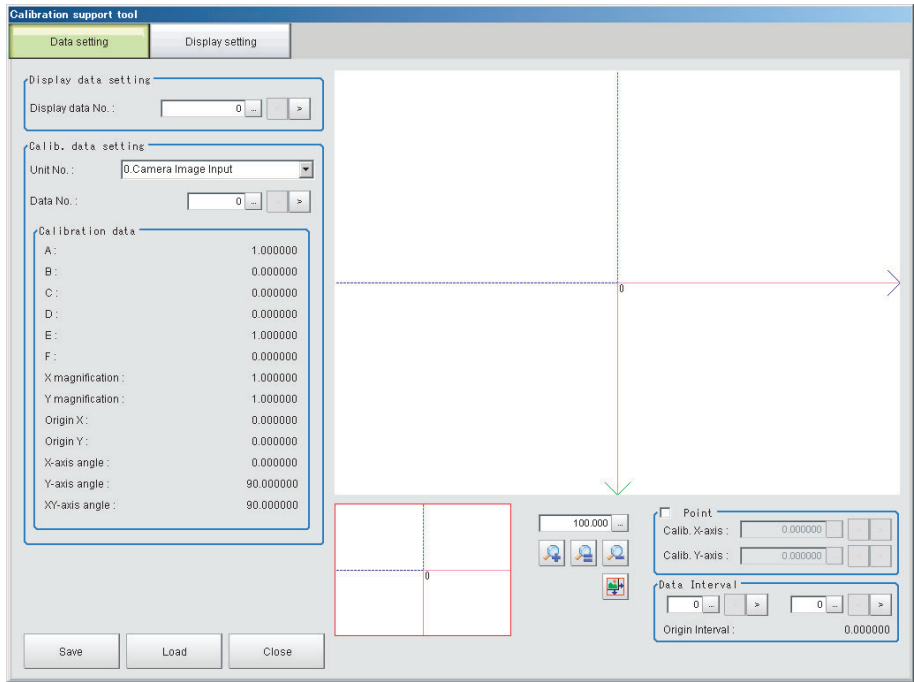 Calibration support tool
Data setting
Display setting
Display data setting
Display data No. : 0 ... >
Calib. data setting
Unit No. : 0.Camera Image Input
Data No. : 0 ... >
Calibration data
A : 1.000000
B : 0.000000
C : 0.000000
D : 0.000000
E : 1.000000
F : 0.000000
X magnification : 1.000000
Y magnification : 1.000000
Origin X : 0.000000
Origin Y : 0.000000
X-axis angle : 0.000000
Y-axis angle : 90.000000
XY-axis angle : 90.000000
Save
Load
Close
0
0
100.000 ...
Point
Calib. X-axis : 0.000000
Calib. Y-axis : 0.000000
Data Interval
0 ... > 0 ... >
Origin Interval : 0.000000